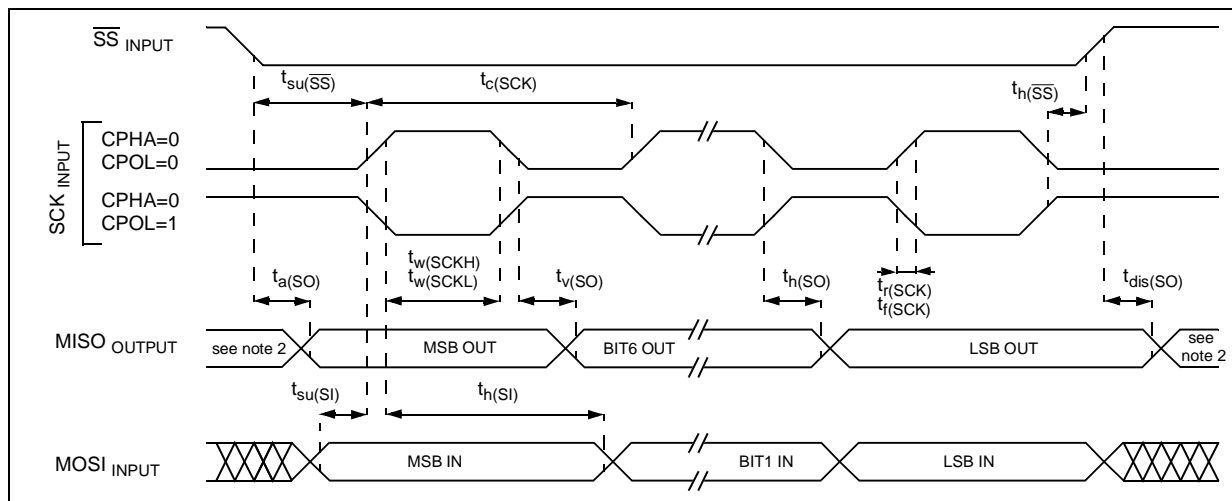 SS INPUT
tsu(SS)
tc(SCK)
th(SS)
SCK INPUT
CPHA=0
CPOL=0
CPHA=0
CPOL=1
ta(SO)
tw(SCKH)
tw(SCKL)
tv(SO)
th(SO)
tr(SCK)
tf(SCK)
tdis(SO)
MISO OUTPUT
see note 2
MSB OUT
BIT6 OUT
LSB OUT
see
note 2
tsu(SI)
th(SI)
MOSI INPUT
MSB IN
BIT1 IN
LSB IN